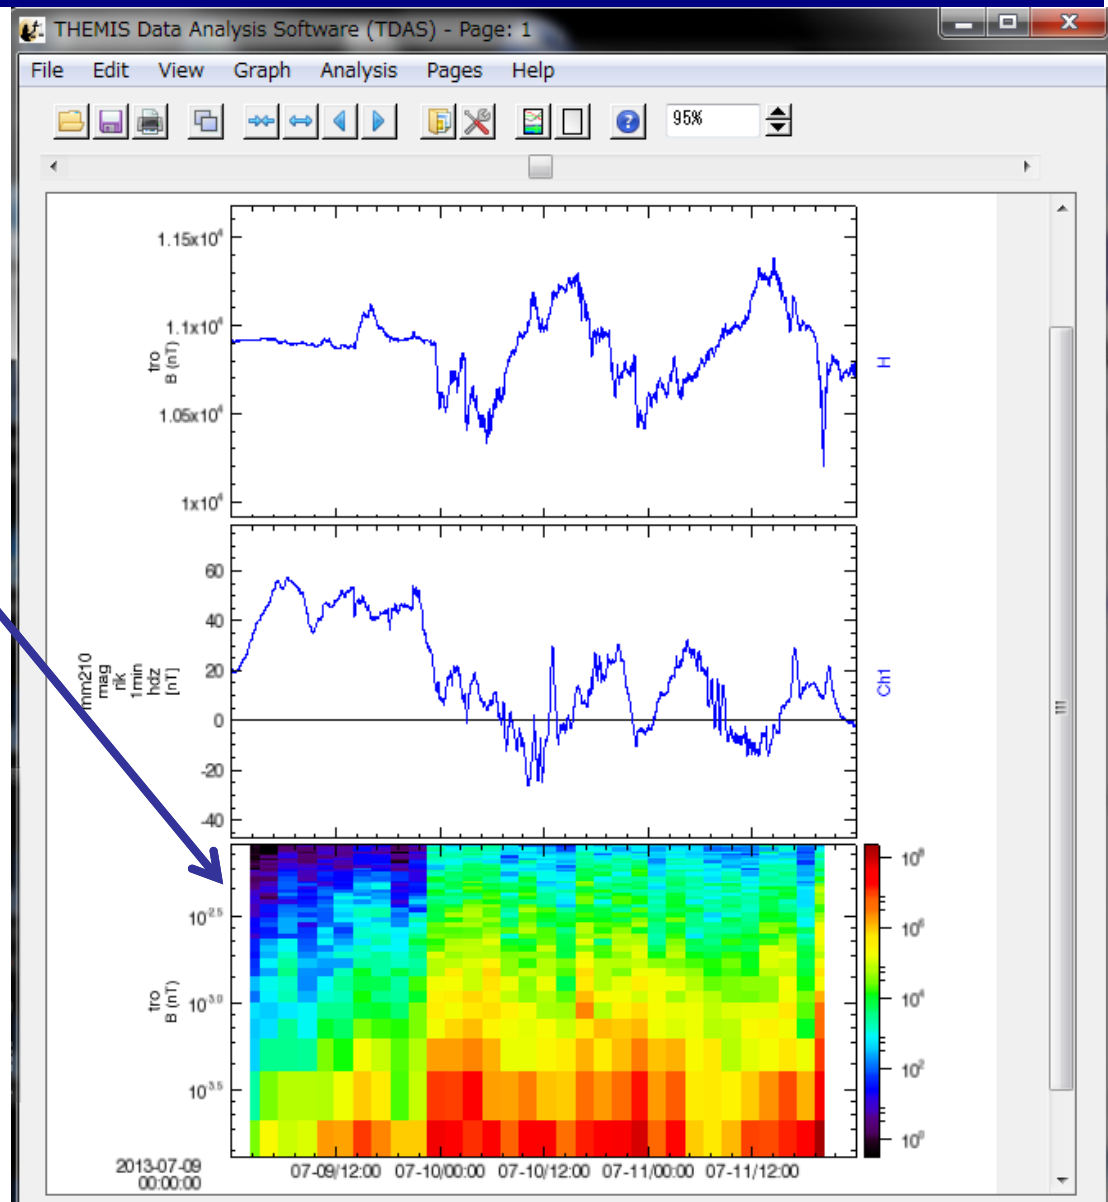 THEMIS Data Analysis Software (TDAS) - Page: 1
File Edit View Graph Analysis Pages Help
95%
1.15x10⁴
1.1x10⁴
1.05x10⁴
1x10⁴
tro
B (nT)
H
60
40
20
0
-20
-40
mm210
mag
rik
1min
hdz
[nT]
Ch1
10²·⁵
10³·⁰
10³·⁵
tro
B (nT)
10⁸
10⁶
10⁴
10²
10⁰
2013-07-09
00:00:00
07-09/12:00 07-10/00:00 07-10/12:00 07-11/00:00 07-11/12:00